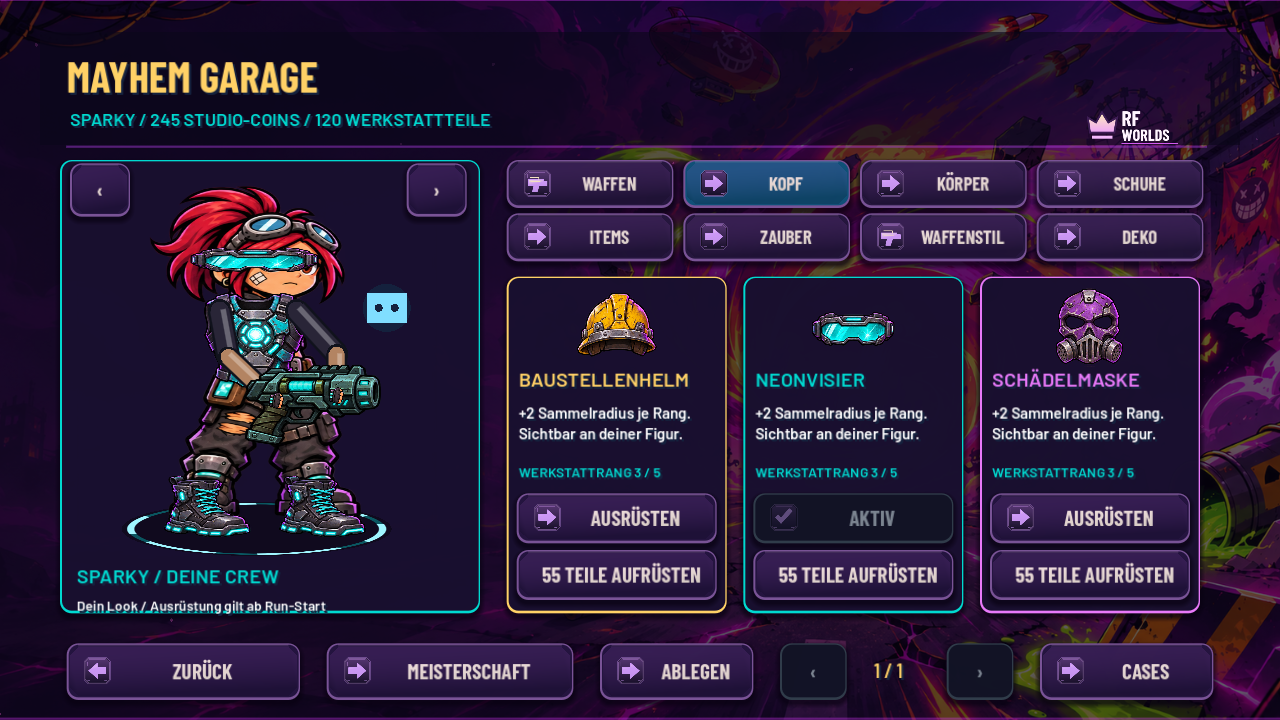 MAYHEM GARAGE
SPARKY / 245 STUDIO-COINS / 120 WERKSTATTTEILE
RF
WORLDS
‹
›
WAFFEN
KOPF
KÖRPER
SCHUHE
ITEMS
ZAUBER
WAFFENSTIL
DEKO
BAUSTELLENHELM
+2 Sammelradius je Rang.
Sichtbar an deiner Figur.
WERKSTATTRANG 3 / 5
AUSRÜSTEN
55 TEILE AUFRÜSTEN
NEONVISIER
+2 Sammelradius je Rang.
Sichtbar an deiner Figur.
WERKSTATTRANG 3 / 5
AKTIV
55 TEILE AUFRÜSTEN
SCHÄDELMASKE
+2 Sammelradius je Rang.
Sichtbar an deiner Figur.
WERKSTATTRANG 3 / 5
AUSRÜSTEN
55 TEILE AUFRÜSTEN
SPARKY / DEINE CREW
Dein Look / Ausrüstung gilt ab Run-Start
ZURÜCK
MEISTERSCHAFT
ABLEGEN
‹
1 / 1
›
CASES